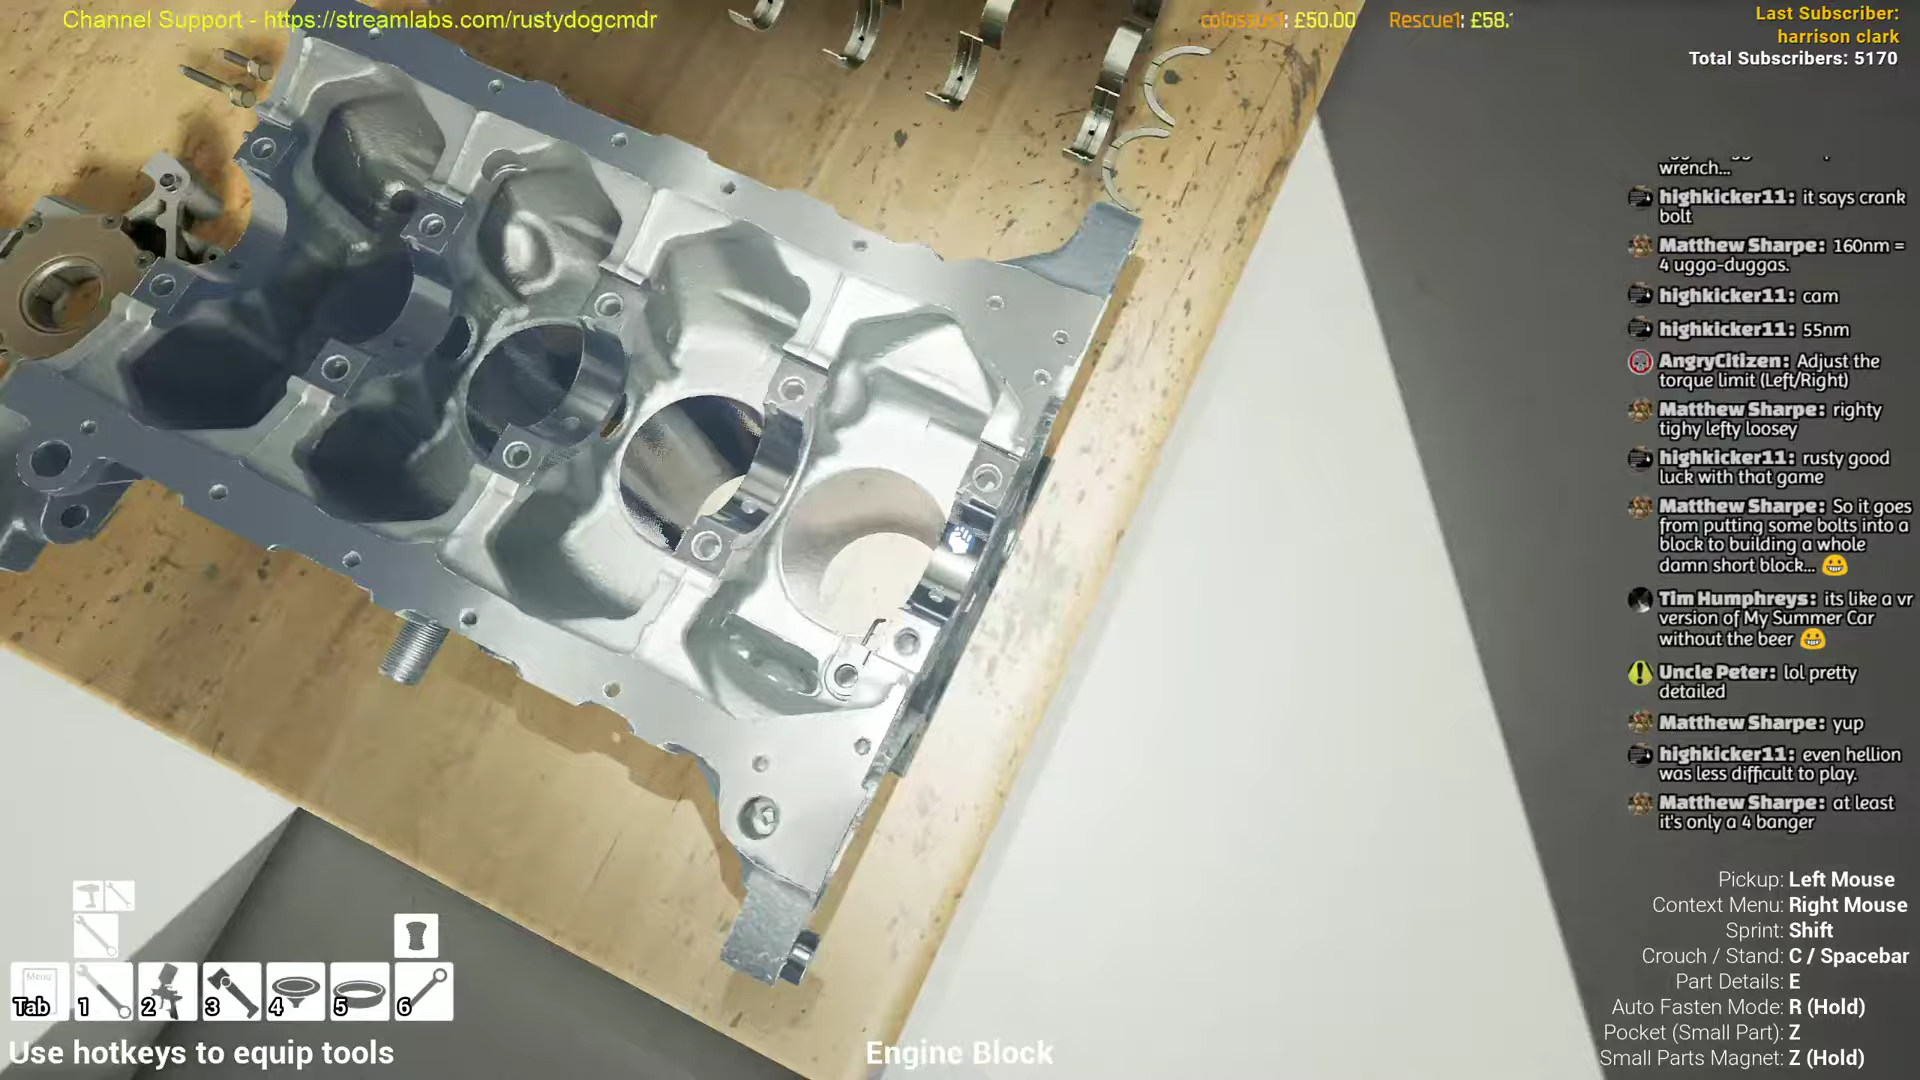 Channel Support - https://streamlabs.com/rustydogcmdr
colossus1: £50.00 Rescue1: £58.
Last Subscriber:
harrison clark
Total Subscribers: 5170
wrench...
highkicker11: it says crank
bolt
Matthew Sharpe: 160nm =
4 ugga-duggas.
highkicker11: cam
highkicker11: 55nm
AngryCitizen: Adjust the
torque limit (Left/Right)
Matthew Sharpe: righty
tighy lefty loosey
highkicker11: rusty good
luck with that game
Matthew Sharpe: So it goes
from putting some bolts into a
block to building a whole
damn short block... 😀
Tim Humphreys: its like a vr
version of My Summer Car
without the beer 😀
Uncle Peter: lol pretty
detailed
Matthew Sharpe: yup
highkicker11: even hellion
was less difficult to play.
Matthew Sharpe: at least
it's only a 4 banger
Pickup: Left Mouse
Context Menu: Right Mouse
Sprint: Shift
Crouch / Stand: C / Spacebar
Part Details: E
Auto Fasten Mode: R (Hold)
Pocket (Small Part): Z
Small Parts Magnet: Z (Hold)
Menu
Tab 1 2 3 4 5 6
Use hotkeys to equip tools
Engine Block